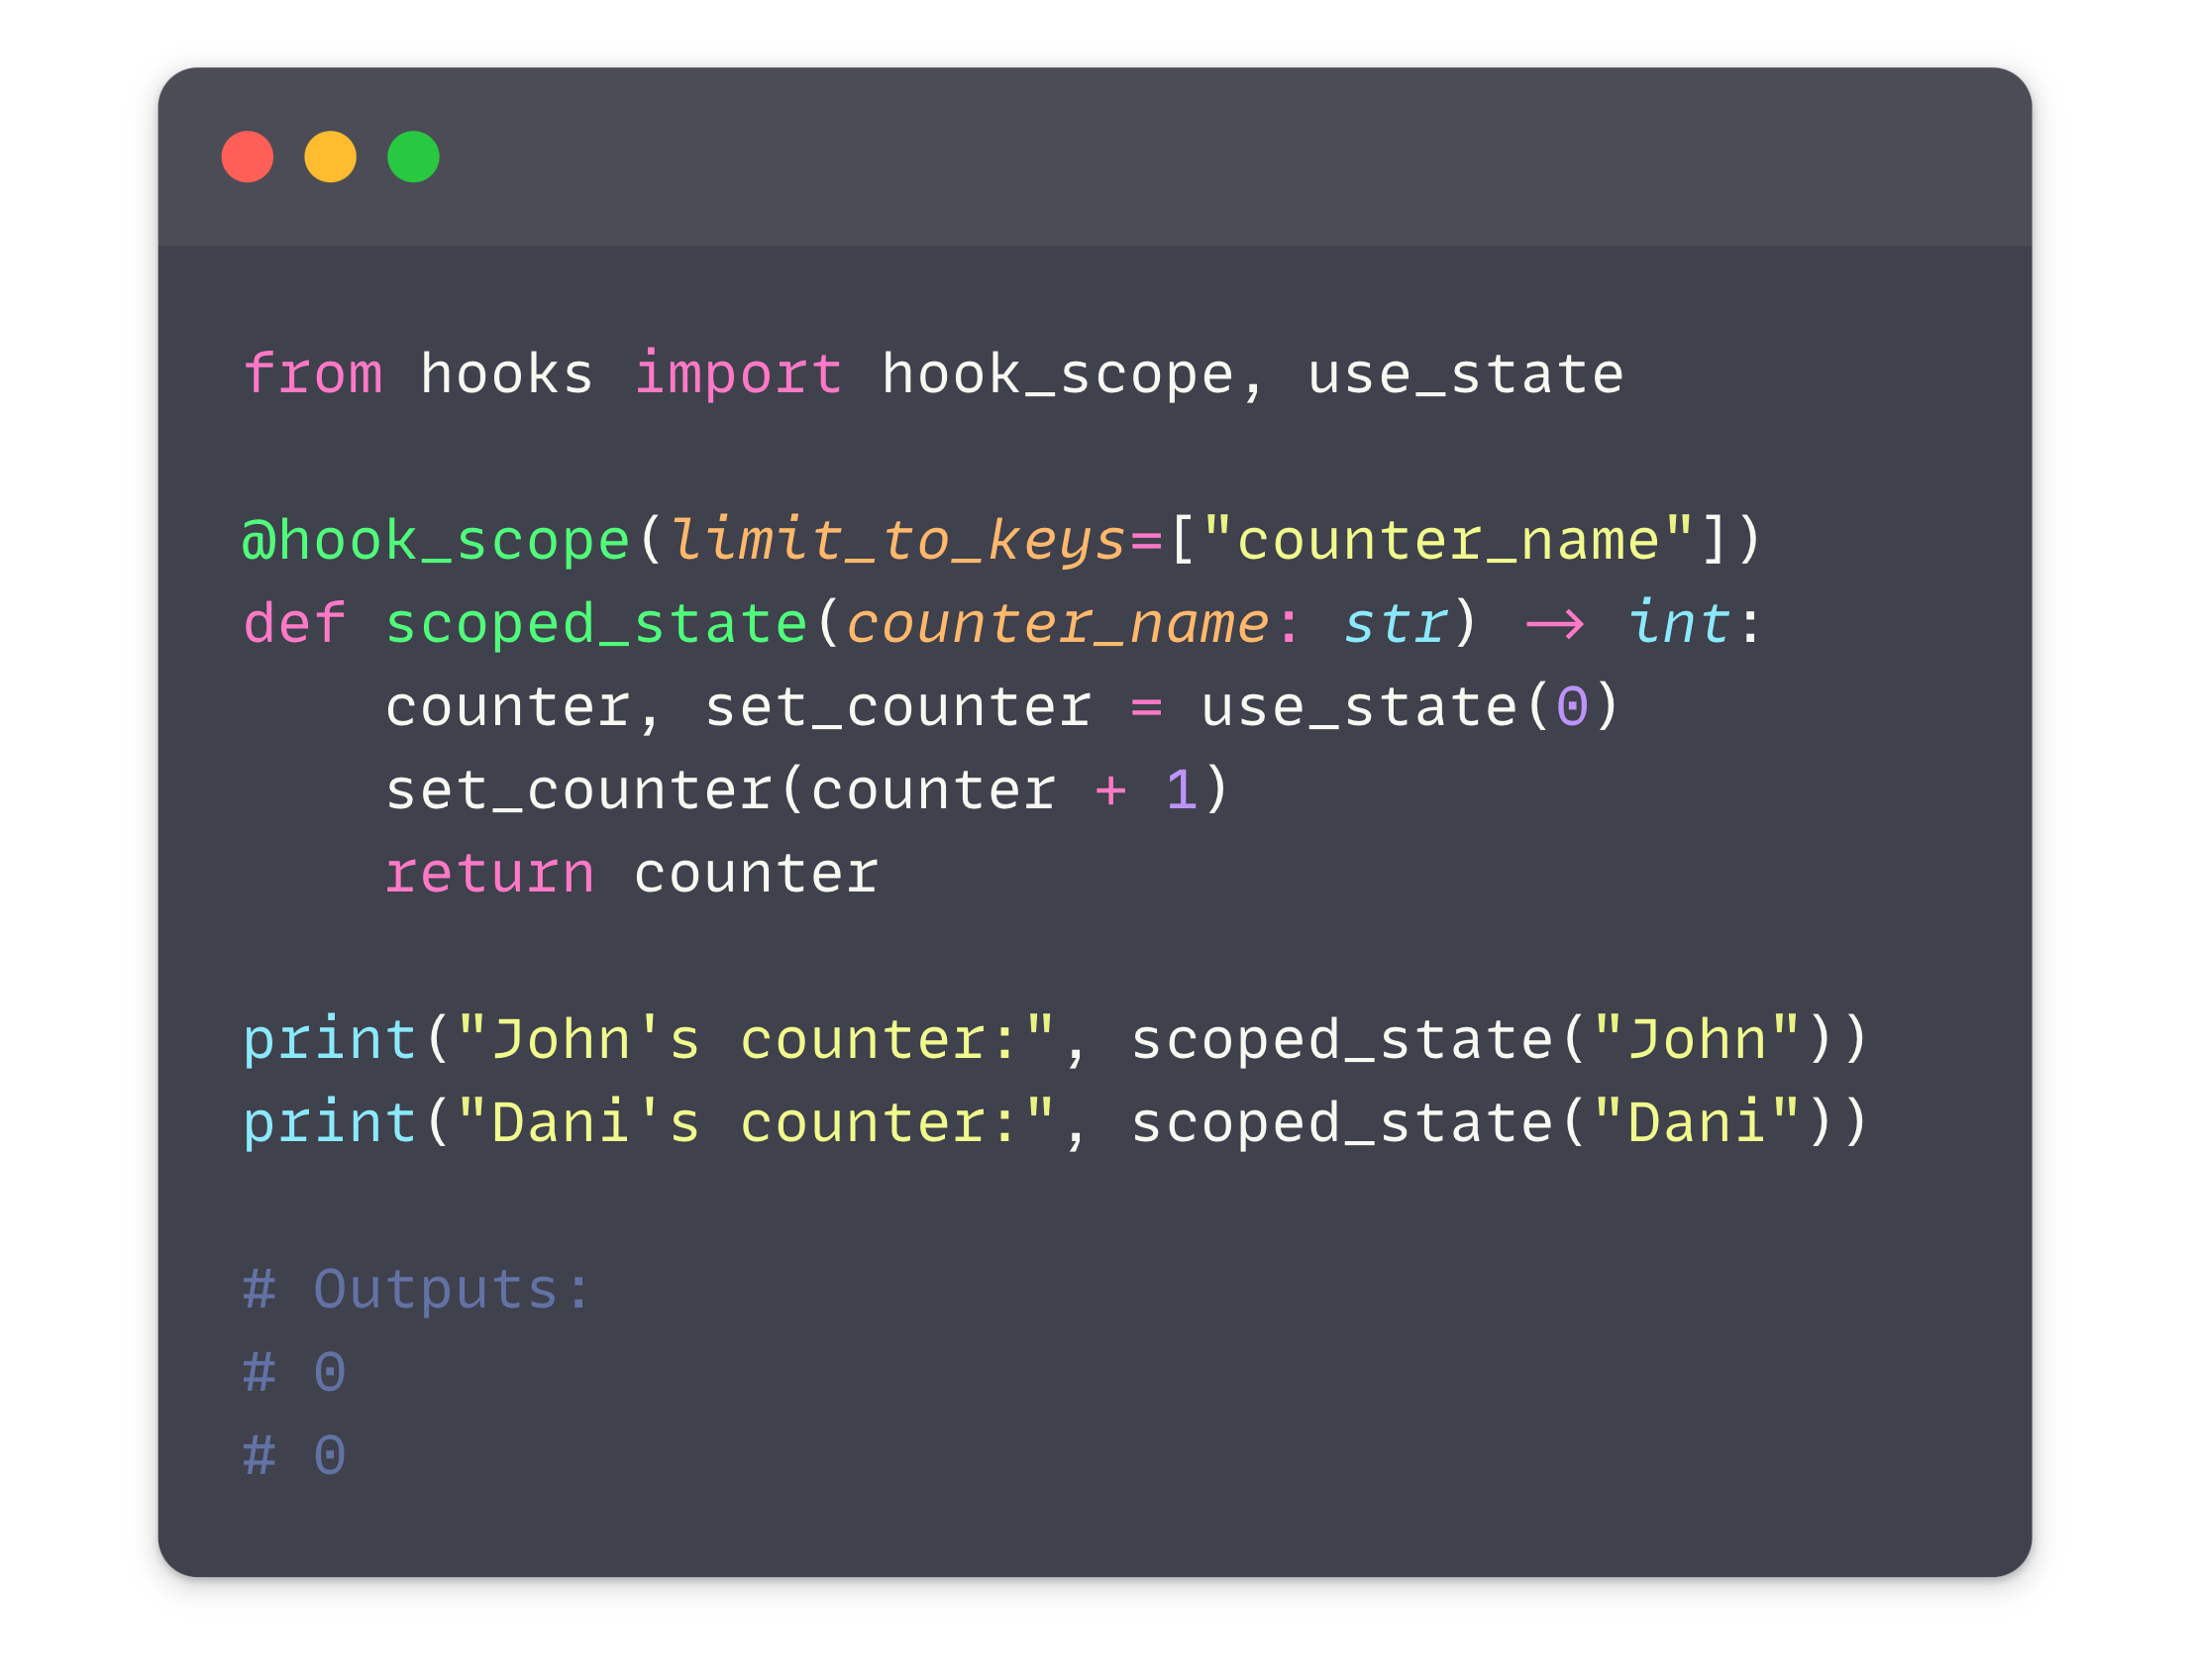 from hooks import hook_scope, use_state
@hook_scope(limit_to_keys=["counter_name"])
def scoped_state(counter_name: str) -> int:
    counter, set_counter = use_state(0)
    set_counter(counter + 1)
    return counter
print("John's counter:", scoped_state("John"))
print("Dani's counter:", scoped_state("Dani"))
# Outputs:
# 0
# 0